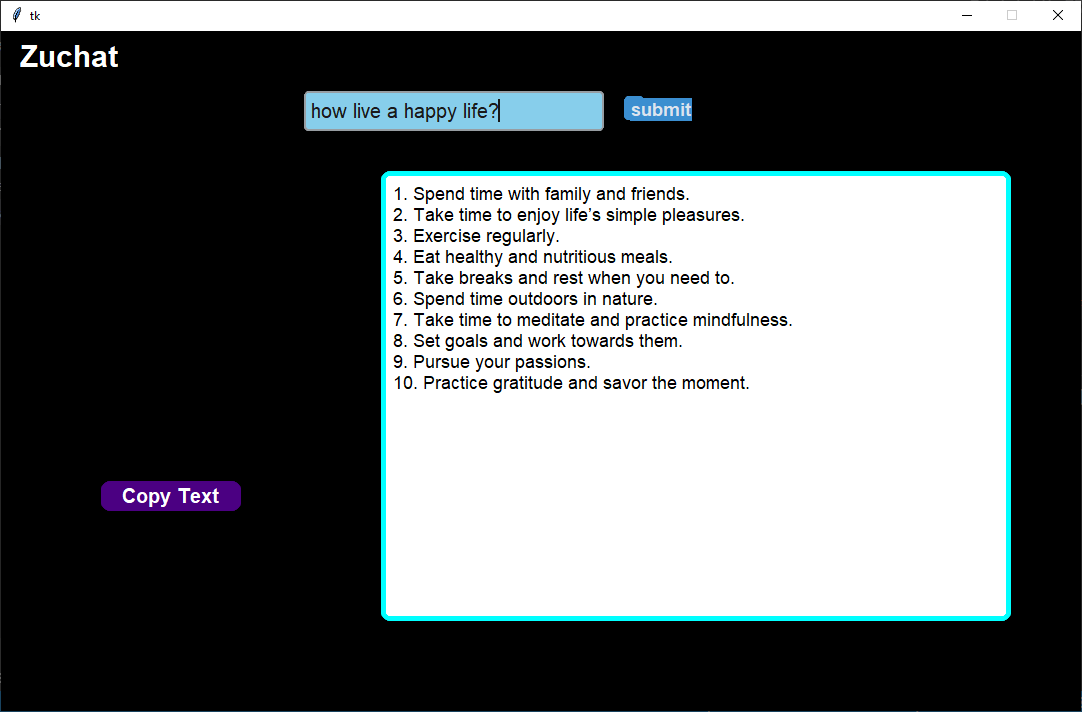 tk
Zuchat
how live a happy life?
submit
1. Spend time with family and friends.
2. Take time to enjoy life’s simple pleasures.
3. Exercise regularly.
4. Eat healthy and nutritious meals.
5. Take breaks and rest when you need to.
6. Spend time outdoors in nature.
7. Take time to meditate and practice mindfulness.
8. Set goals and work towards them.
9. Pursue your passions.
10. Practice gratitude and savor the moment.
Copy Text